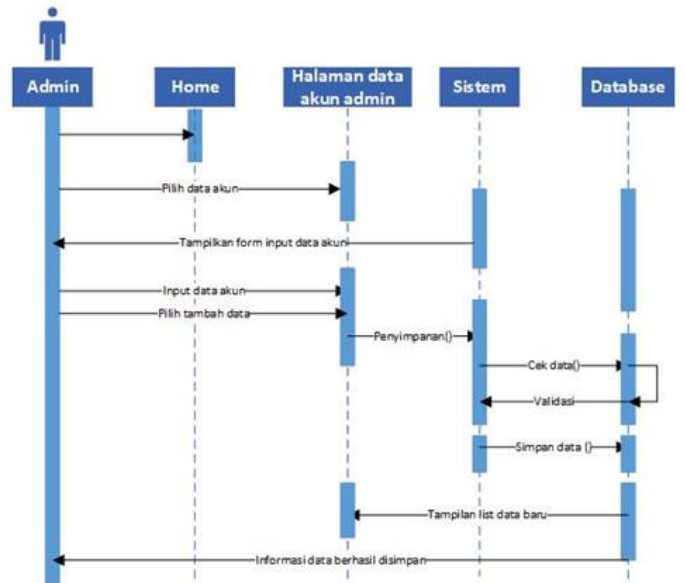 Admin
Home
Halaman data
akun admin
Sistem
Database
Pilih data akun
Tampilkan form input data akun
Input data akun
Pilih tambah data
Penyimpanan()
Cek data()
Validasi
Simpan data ()
Tampilan list data baru
Informasi data berhasil disimpan